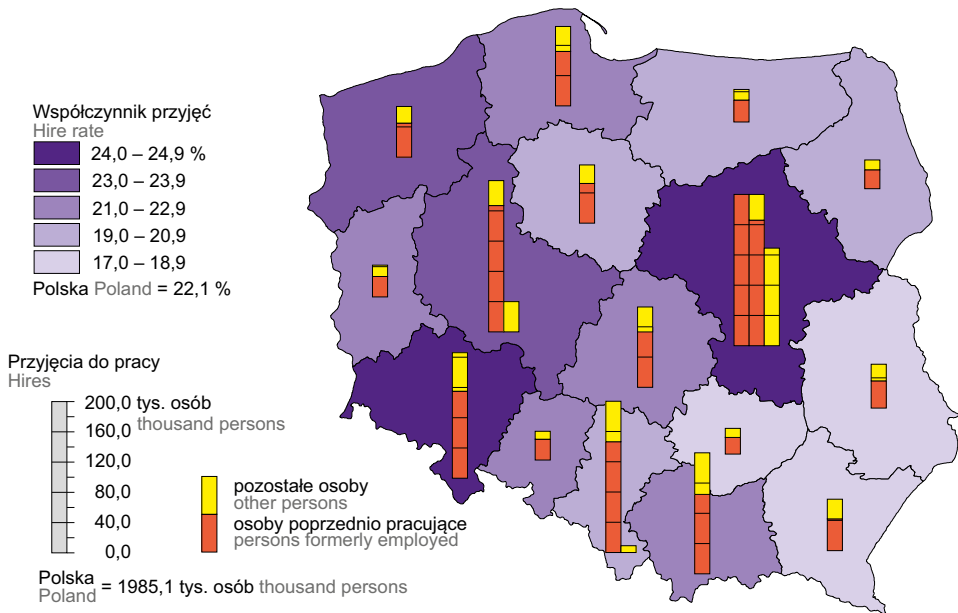 Współczynnik przyjęć
Hire rate
24,0 – 24,9 %
23,0 – 23,9
21,0 – 22,9
19,0 – 20,9
17,0 – 18,9
Polska Poland = 22,1 %
Przyjęcia do pracy
Hires
200,0 tys. osób
thousand persons
160,0
120,0
80,0
40,0
0,0
pozostałe osoby
other persons
osoby poprzednio pracujące
persons formerly employed
Polska
Poland = 1985,1 tys. osób thousand persons